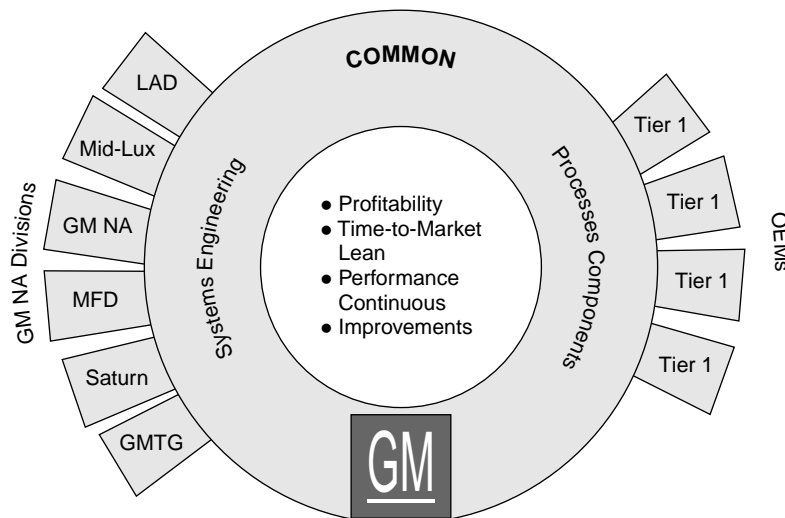 COMMON
LAD
Mid-Lux
GM NA
MFD
Saturn
GMTG
GM NA Divisions
Systems Engineering
● Profitability
● Time-to-Market
Lean
● Performance
Continuous
● Improvements
Processes Components
Tier 1
Tier 1
Tier 1
Tier 1
OEMs
GM